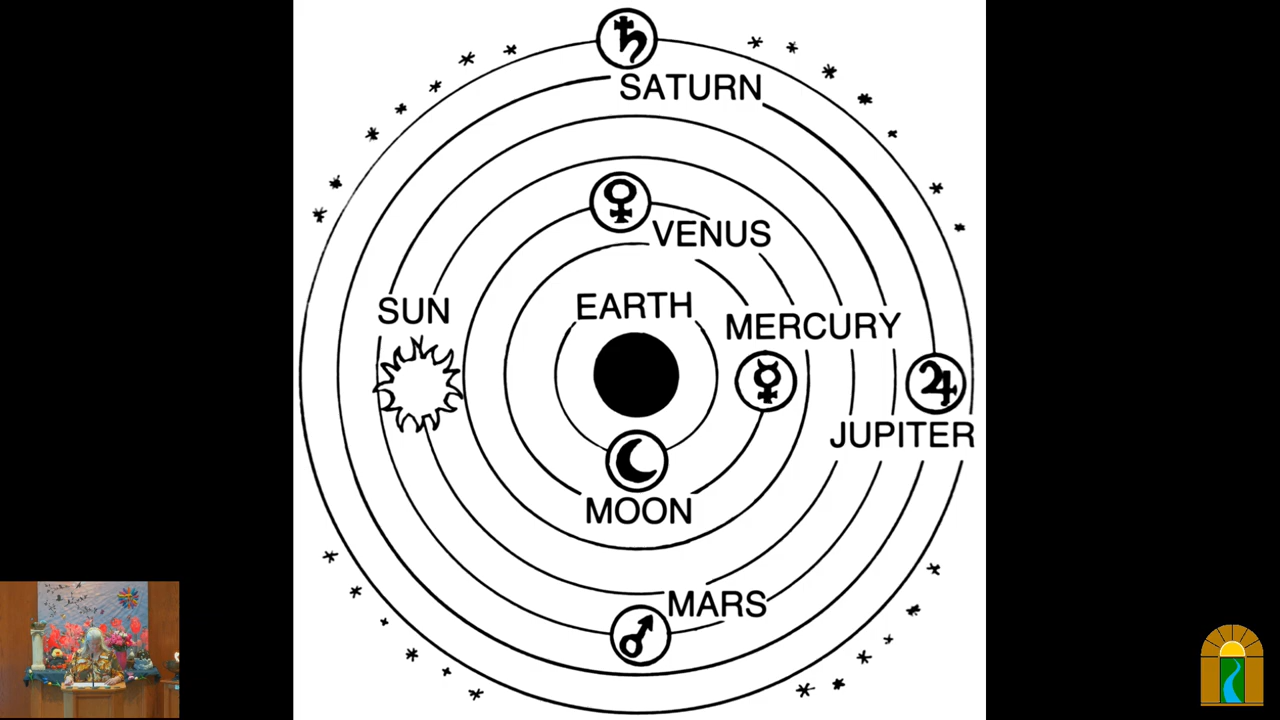 SATURN
VENUS
SUN
EARTH
MERCURY
JUPITER
MOON
MARS